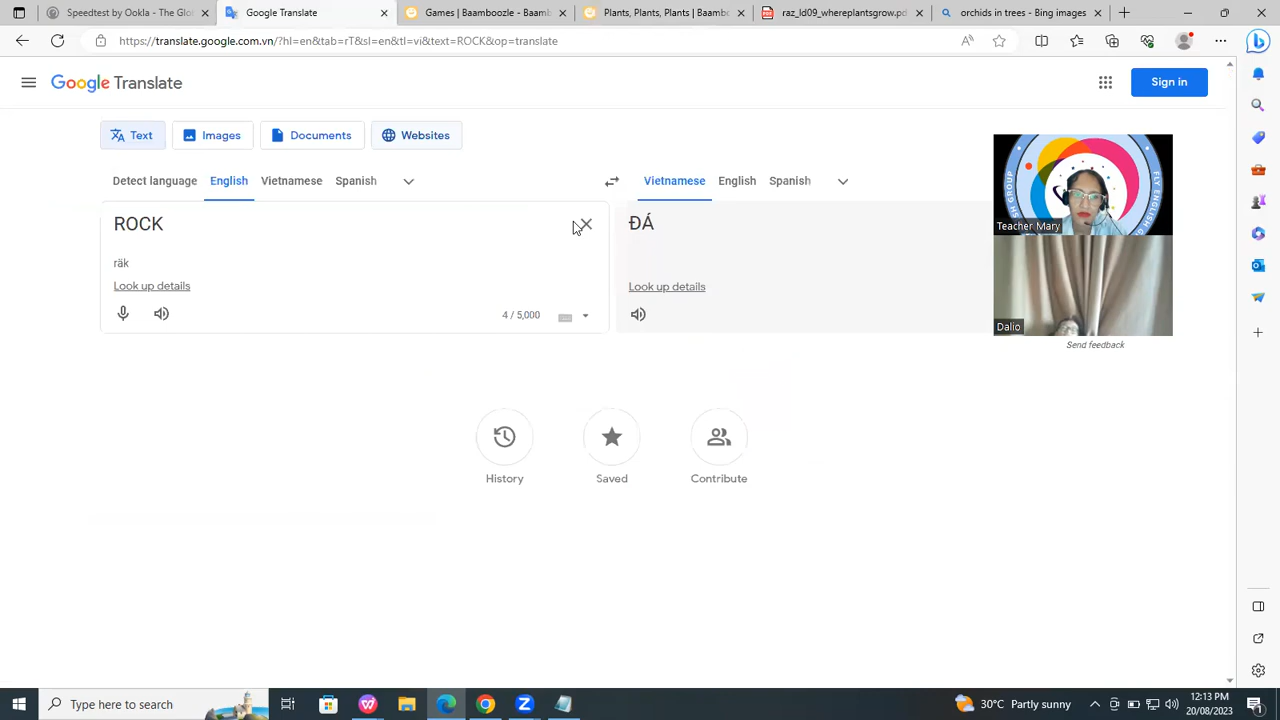 Speedtest by Ookla - The Glo
Google Translate
Games | Baamboozle - Baamb
Plants, Plants, Plants | Baambo
raz_ld09_whereplantsgrow.pd
orchids in trees - Bing images
https://translate.google.com.vn/?hl=en&tab=rT&sl=en&tl=vi&text=ROCK&op=translate
Google Translate
Sign in
Text
Images
Documents
Websites
Detect language
English
Vietnamese
Spanish
Vietnamese
English
Spanish
ROCK
ĐÁ
räk
Look up details
Look up details
4 / 5,000
Teacher Mary
Dalio
Send feedback
History
Saved
Contribute
Type here to search
30°C Partly sunny
12:13 PM
20/08/2023